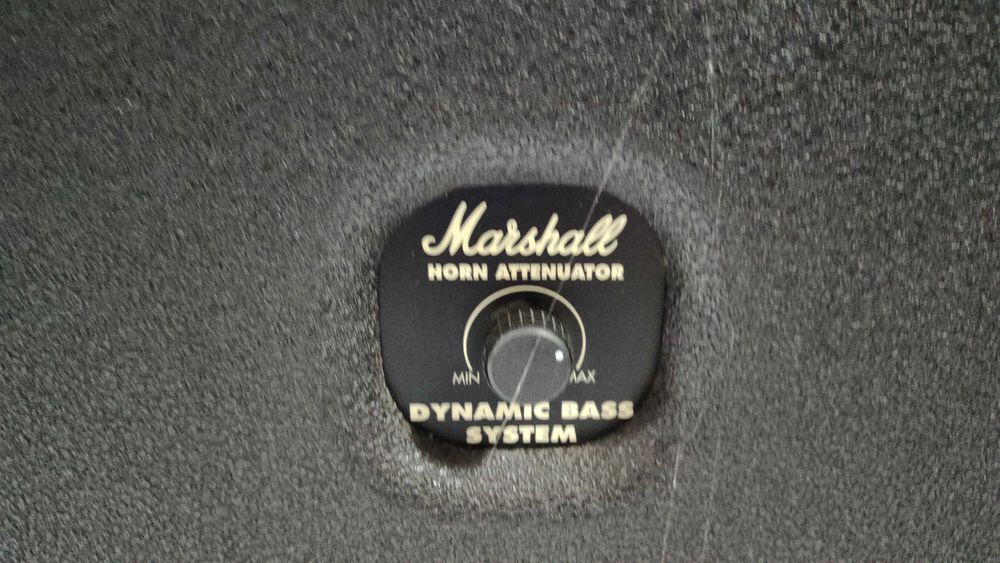 Marshall
HORN ATTENUATOR
MIN MAX
DYNAMIC BASS
SYSTEM